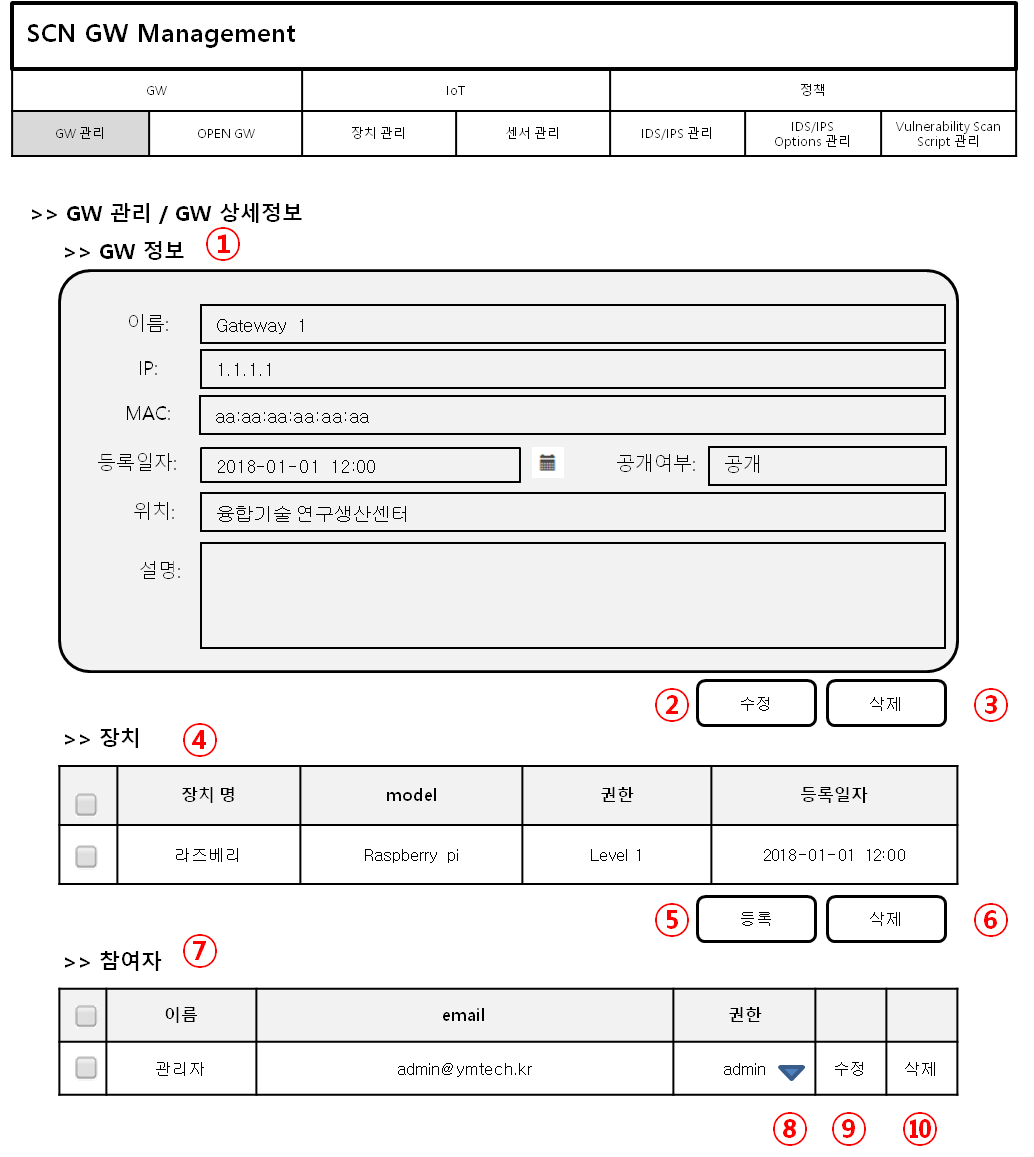 SCN GW Management
GW IoT 정책
GW 관리 OPEN GW 장치 관리 센서 관리 IDS/IPS 관리 IDS/IPS Options 관리 Vulnerability Scan Script 관리
>> GW 관리 / GW 상세정보
>> GW 정보 ①
이름: Gateway 1
IP: 1.1.1.1
MAC: aa:aa:aa:aa:aa:aa
등록일자: 2018-01-01 12:00 공개여부: 공개
위치: 융합기술 연구생산센터
설명:
② 수정 삭제 ③
>> 장치 ④
장치 명 model 권한 등록일자
라즈베리 Raspberry pi Level 1 2018-01-01 12:00
⑤ 등록 삭제 ⑥
>> 참여자 ⑦
이름 email 권한
관리자 admin@ymtech.kr admin 수정 삭제
⑧ ⑨ ⑩